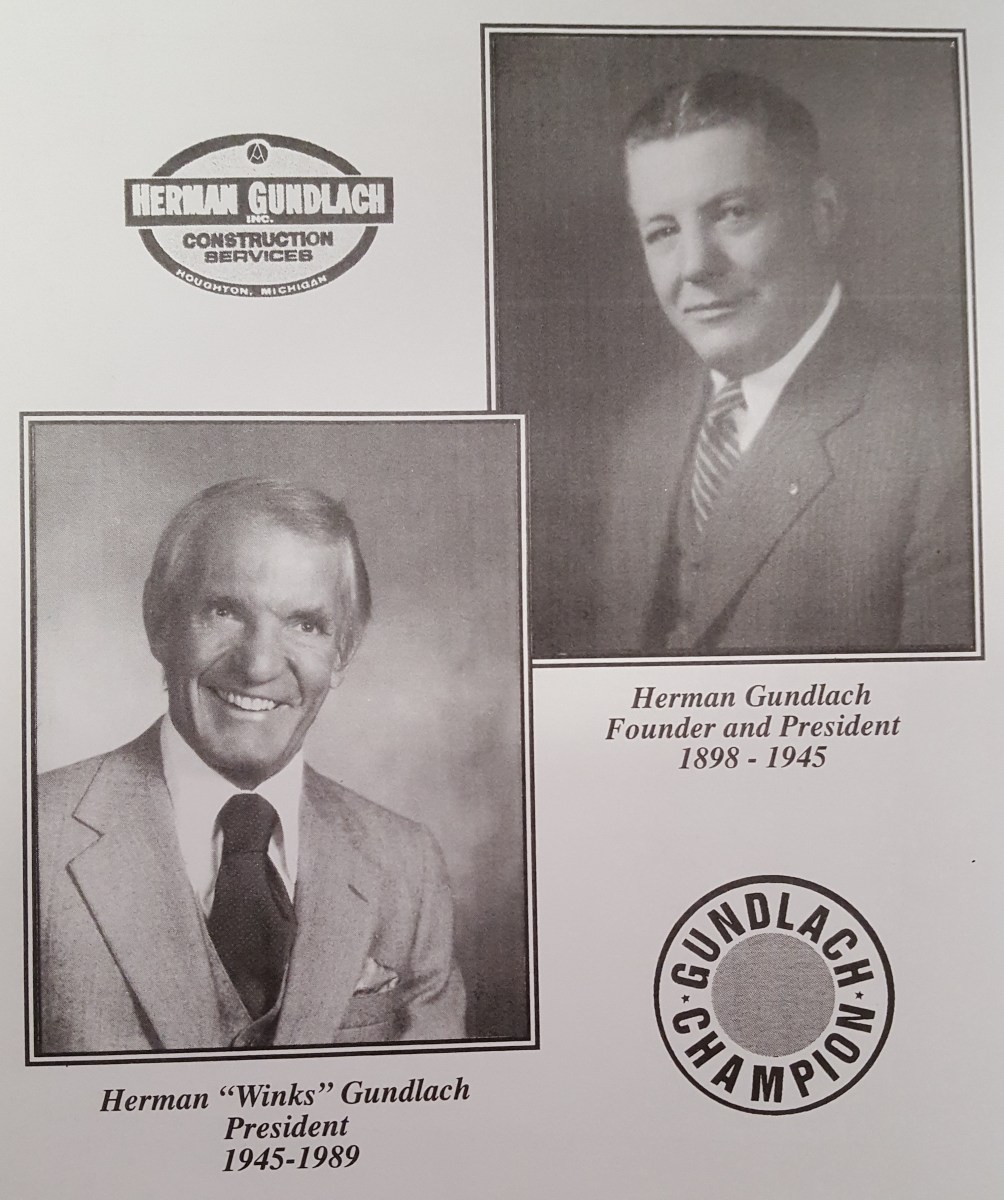 HERMAN GUNDLACH
INC.
CONSTRUCTION
SERVICES
HOUGHTON, MICHIGAN
Herman Gundlach
Founder and President
1898 - 1945
GUNDLACH
CHAMPION
Herman “Winks” Gundlach
President
1945-1989